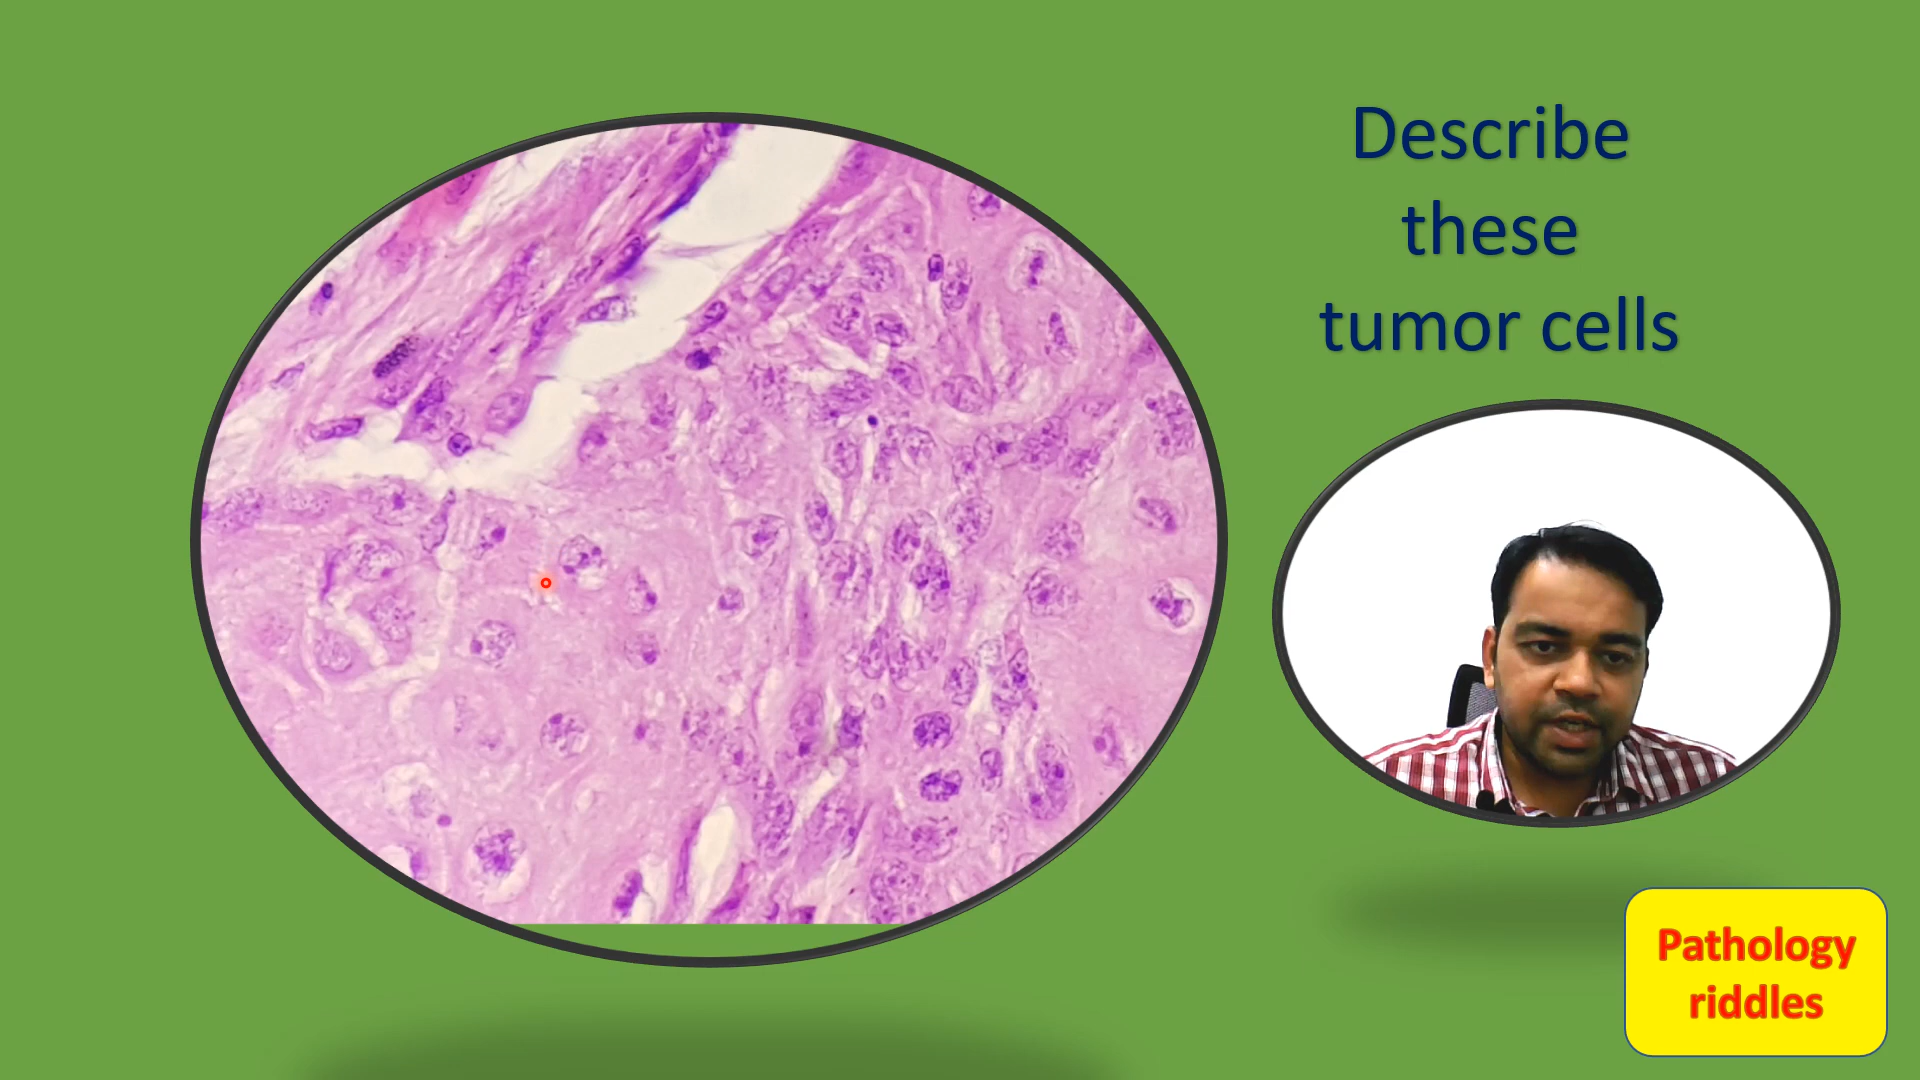 Describe
these
tumor cells
Pathology
riddles